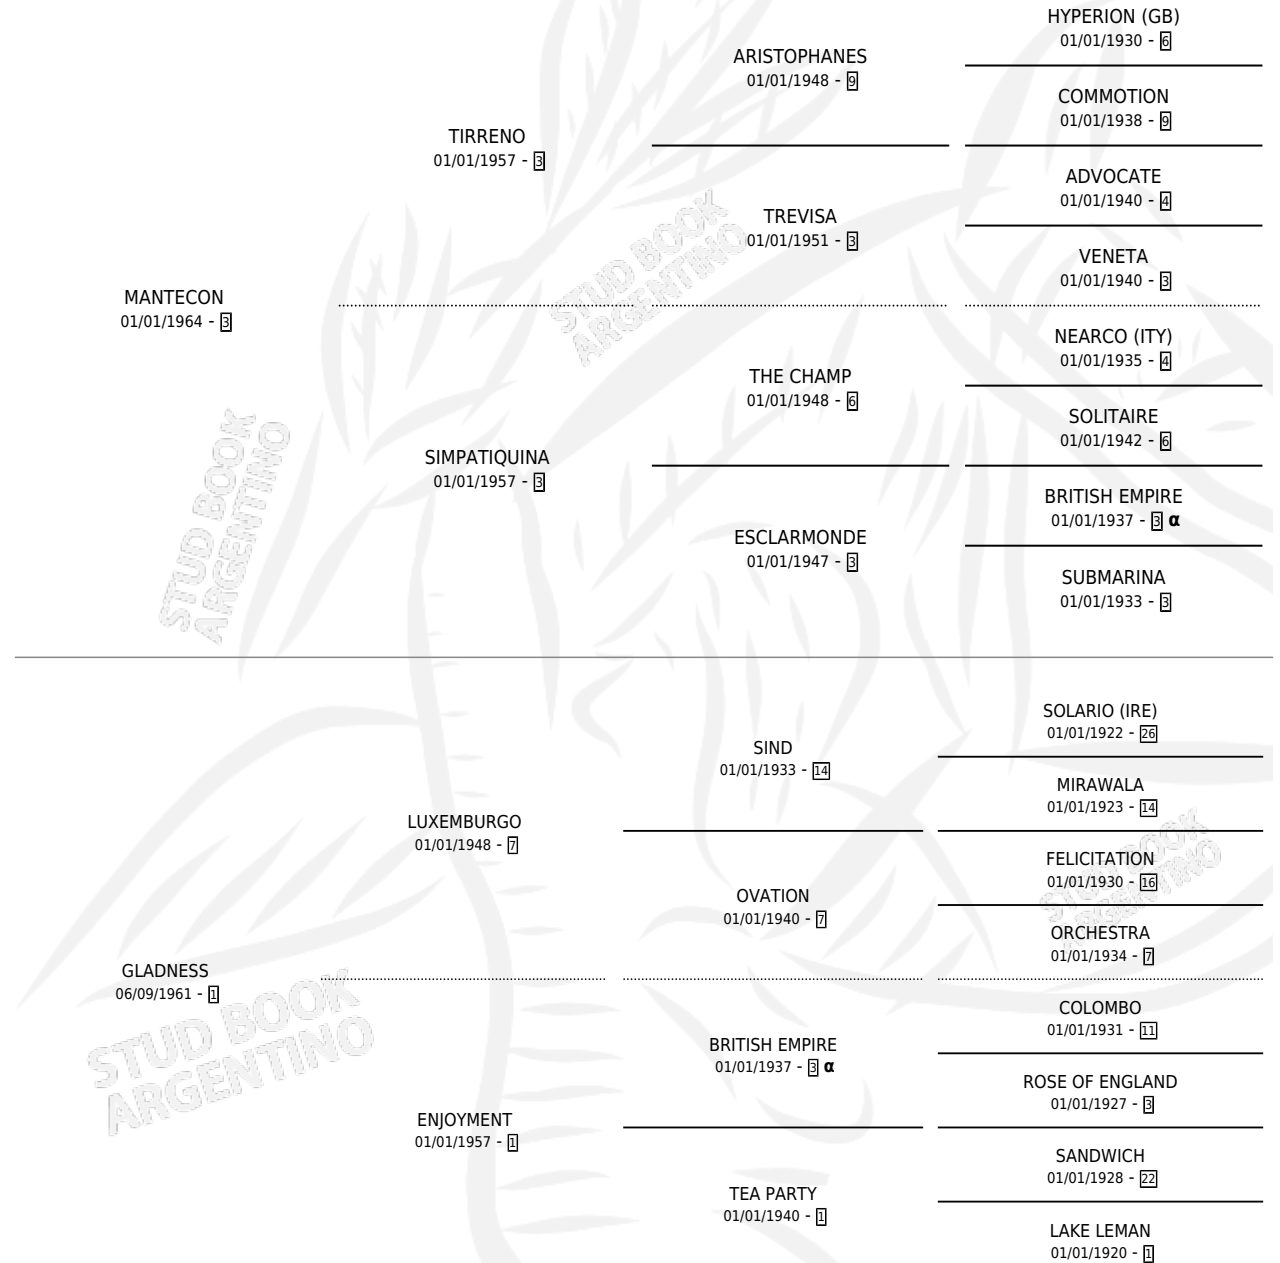 HYPERION (GB)
01/01/1930 - 6
ARISTOPHANES
01/01/1948 - 9
COMMOTION
01/01/1938 - 9
TIRRENO
01/01/1957 - 3
ADVOCATE
01/01/1940 - 4
TREVISA
01/01/1951 - 3
VENETA
01/01/1940 - 3
MANTECON
01/01/1964 - 3
NEARCO (ITY)
01/01/1935 - 4
THE CHAMP
01/01/1948 - 6
SOLITAIRE
01/01/1942 - 6
SIMPATIQUINA
01/01/1957 - 3
BRITISH EMPIRE
01/01/1937 - 3 α
ESCLARMONDE
01/01/1947 - 3
SUBMARINA
01/01/1933 - 3
STUD BOOK
ARGENTINO
STUD BOOK
ARGENTINO
SOLARIO (IRE)
01/01/1922 - 26
SIND
01/01/1933 - 14
MIRAWALA
01/01/1923 - 14
LUXEMBURGO
01/01/1948 - 7
FELICITATION
01/01/1930 - 16
OVATION
01/01/1940 - 7
ORCHESTRA
01/01/1934 - 7
GLADNESS
06/09/1961 - 1
COLOMBO
01/01/1931 - 11
BRITISH EMPIRE
01/01/1937 - 3 α
ROSE OF ENGLAND
01/01/1927 - 3
ENJOYMENT
01/01/1957 - 1
SANDWICH
01/01/1928 - 22
TEA PARTY
01/01/1940 - 1
LAKE LEMAN
01/01/1920 - 1
STUD BOOK
ARGENTINO
STUD BOOK
ARGENTINO